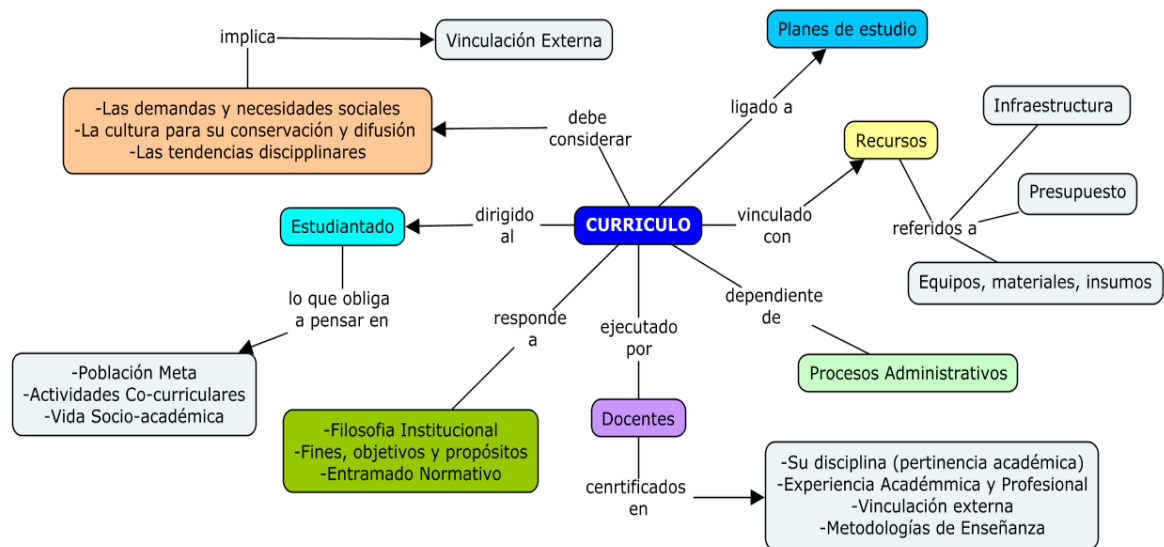 implica
Vinculación Externa
Planes de estudio
-Las demandas y necesidades sociales
-La cultura para su conservación y difusión
-Las tendencias discipplinares
debe
considerar
ligado a
Infraestructura
Recursos
Presupuesto
Estudiantado
dirigido
al
CURRICULO
vinculado
con
referidos a
Equipos, materiales, insumos
lo que obliga
a pensar en
responde
a
ejecutado
por
dependiente
de
-Población Meta
-Actividades Co-curriculares
-Vida Socio-académica
Procesos Administrativos
-Filosofia Institucional
-Fines, objetivos y propósitos
-Entramado Normativo
Docentes
cenrtificados
en
-Su disciplina (pertinencia académica)
-Experiencia Académmica y Profesional
-Vinculación externa
-Metodologías de Enseñanza